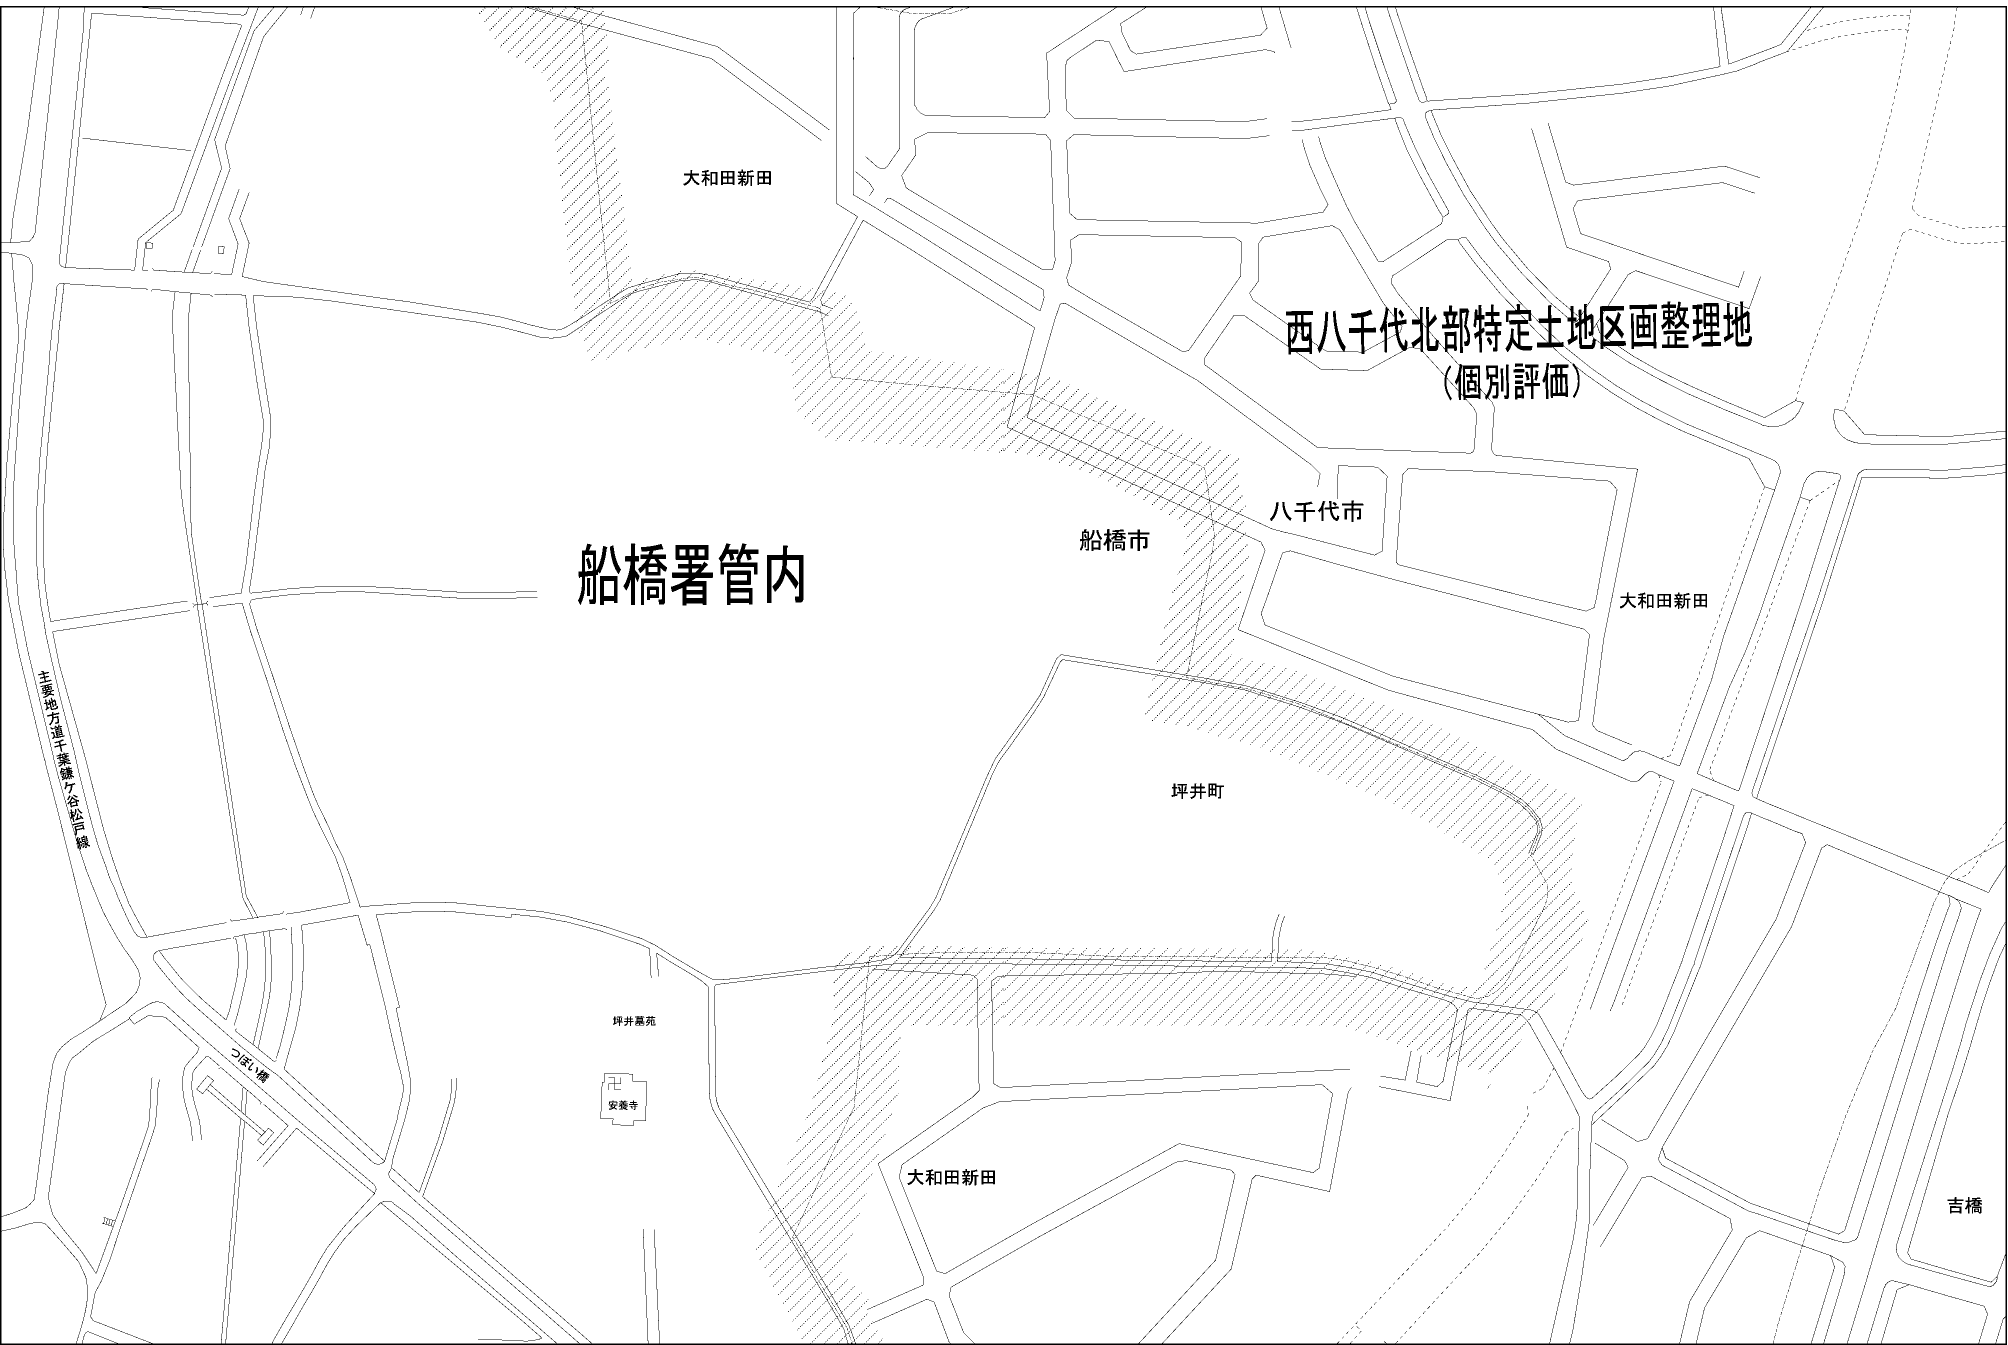 大和田新田
西八千代北部特定土地区画整理地
（個別評価）
八千代市
船橋市
船橋署管内
大和田新田
主要地方道千葉鎌ケ谷松戸線
坪井町
坪井墓苑
つぼい橋
卍
安養寺
大和田新田
吉橋